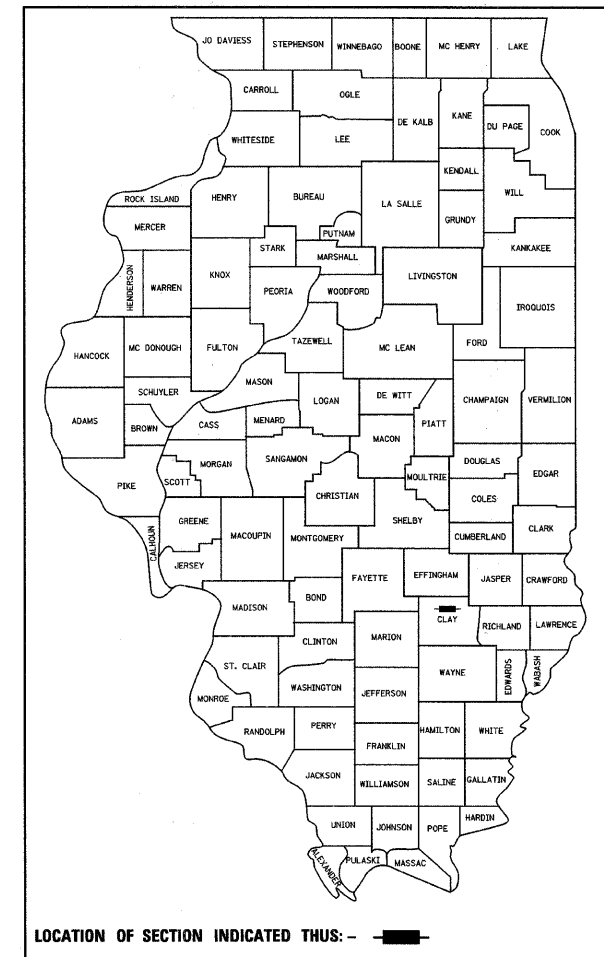 JO DAVIESS STEPHENSON WINNEBAGO BOONE MC HENRY LAKE
CARROLL OGLE DE KALB KANE DU PAGE COOK
WHITESIDE LEE
KENDALL WILL
ROCK ISLAND HENRY BUREAU LA SALLE GRUNDY
MERCER PUTNAM
STARK MARSHALL KANKAKEE
HENDERSON WARREN KNOX PEORIA WOODFORD LIVINGSTON IROQUOIS
HANCOCK MC DONOUGH FULTON TAZEWELL MC LEAN FORD
MASON
SCHUYLER LOGAN DE WITT CHAMPAIGN VERMILION
ADAMS BROWN CASS MENARD MACON PIATT
MORGAN SANGAMON DOUGLAS EDGAR
PIKE SCOTT CHRISTIAN MOULTRIE COLES
GREENE MACOUPIN MONTGOMERY SHELBY CUMBERLAND CLARK
CALHOUN JERSEY FAYETTE EFFINGHAM JASPER CRAWFORD
MADISON BOND CLAY RICHLAND LAWRENCE
CLINTON MARION
ST. CLAIR WAYNE EDWARDS WABASH
WASHINGTON JEFFERSON
MONROE
RANDOLPH PERRY HAMILTON WHITE
FRANKLIN
JACKSON WILLIAMSON SALINE GALLATIN
UNION JOHNSON POPE HARDIN
ALEXANDER PULASKI MASSAC
LOCATION OF SECTION INDICATED THUS: -